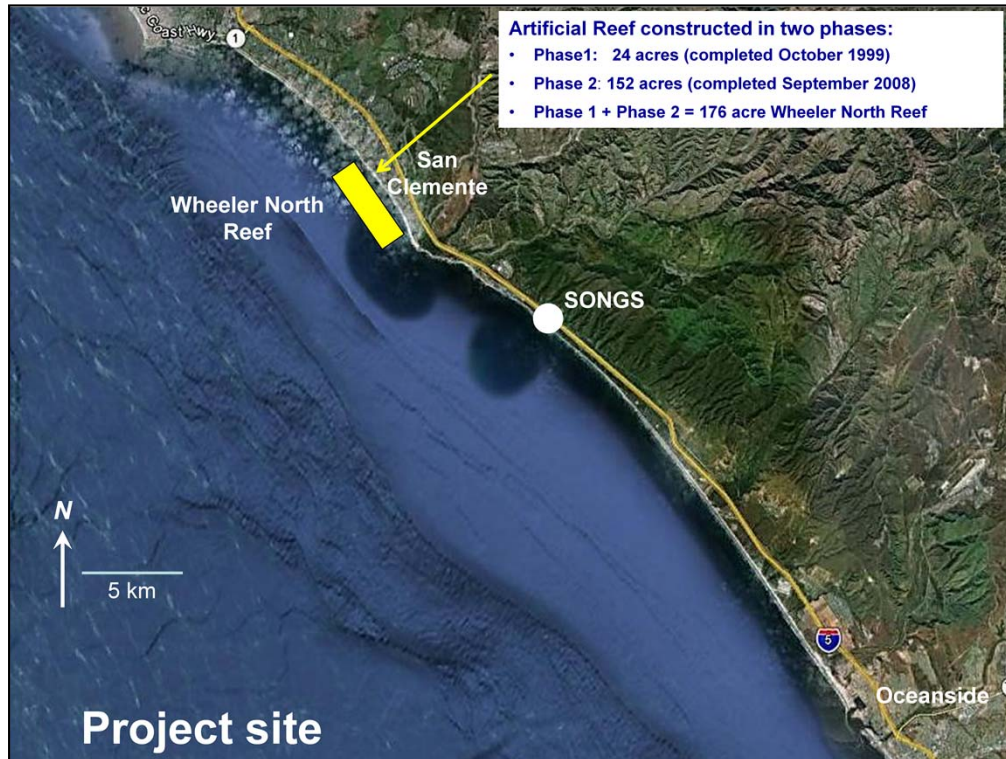 Artificial Reef constructed in two phases:
• Phase1: 24 acres (completed October 1999)
• Phase 2: 152 acres (completed September 2008)
• Phase 1 + Phase 2 = 176 acre Wheeler North Reef
Coast Hwy
1
San
Clemente
Wheeler North
Reef
SONGS
N
5 km
5
Oceanside
Project site